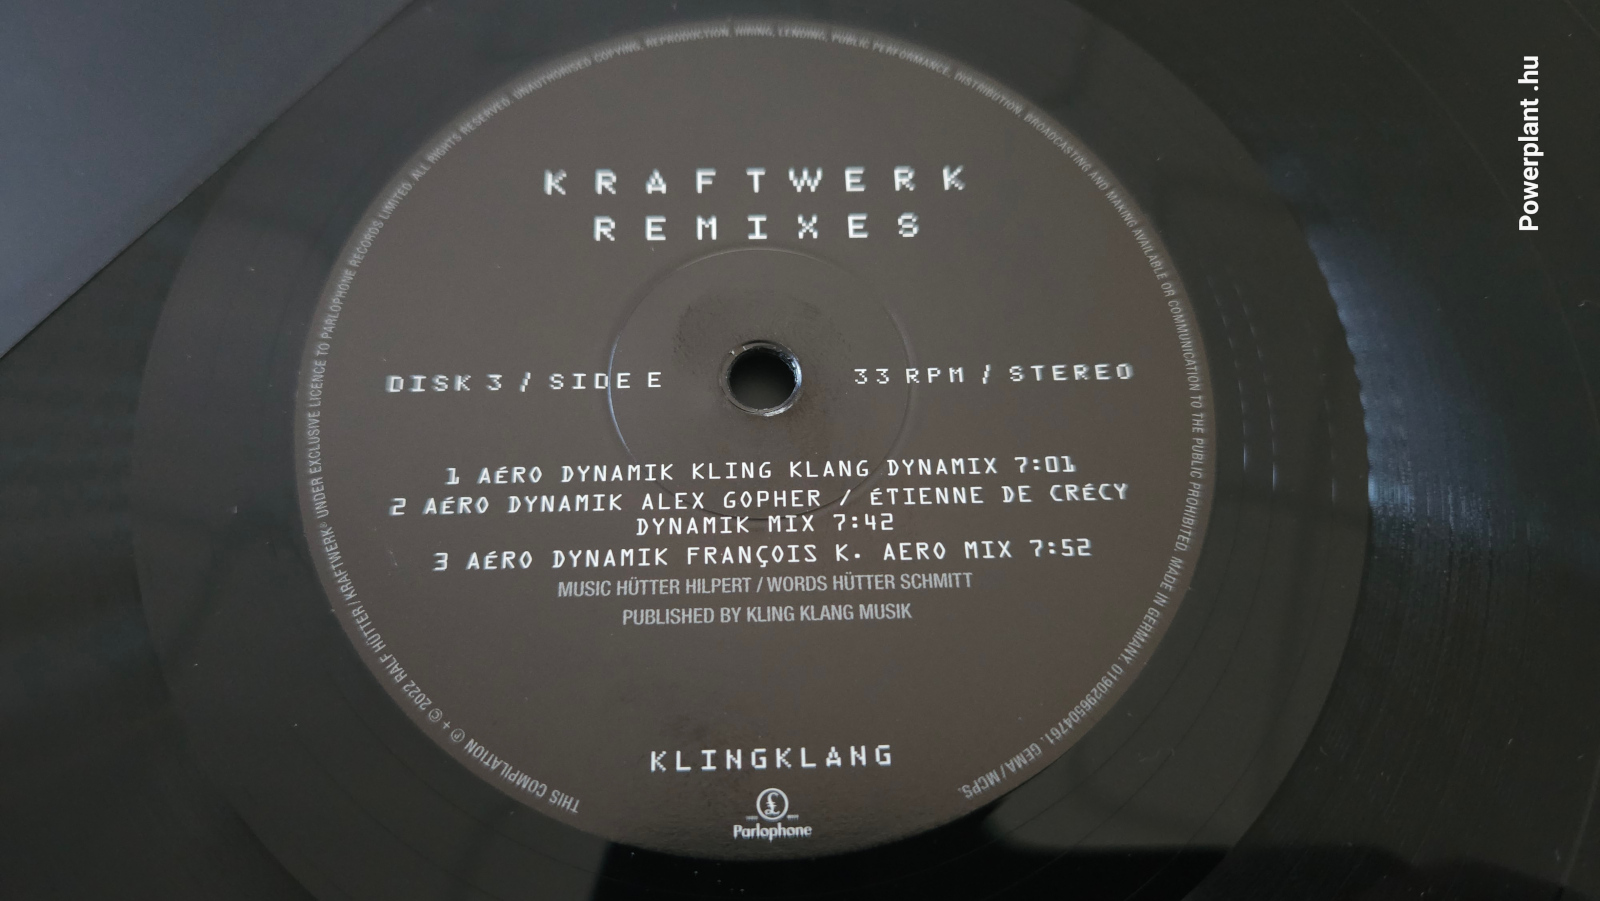 KRAFTWERK
REMIXES
DISK 3 / SIDE E
33 RPM / STEREO
1 AÉRO DYNAMIK KLING KLANG DYNAMIX 7:01
2 AÉRO DYNAMIK ALEX GOPHER / ÉTIENNE DE CRÉCY
DYNAMIK MIX 7:42
3 AÉRO DYNAMIK FRANÇOIS K. AERO MIX 7:52
MUSIC HÜTTER HILPERT / WORDS HÜTTER SCHMITT
PUBLISHED BY KLING KLANG MUSIK
KLINGKLANG
£
Parlophone
THIS COMPILATION ℗ + © 2022 RALF HÜTTER/KRAFTWERK® UNDER EXCLUSIVE LICENCE TO PARLOPHONE RECORDS LIMITED. ALL RIGHTS RESERVED. UNAUTHORISED COPYING, REPRODUCTION, HIRING, LENDING, PUBLIC PERFORMANCE, DISTRIBUTION, BROADCASTING AND MAKING AVAILABLE OR COMMUNICATION TO THE PUBLIC PROHIBITED. MADE IN GERMANY. 0190296504761. GEMA/MCPS.
Powerplant .hu